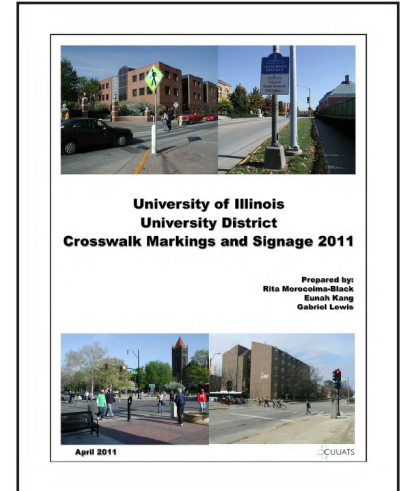 University of Illinois
University District
Crosswalk Markings and Signage 2011
Prepared by:
Rita Morocoima-Black
Eunah Kang
Gabriel Lewis
April 2011
CUUATS